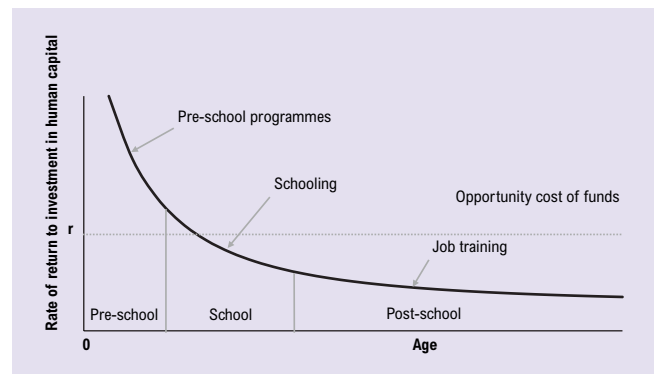 Rate of return to investment in human capital
Pre-school programmes
Schooling
Opportunity cost of funds
r
Job training
Pre-school
School
Post-school
0
Age